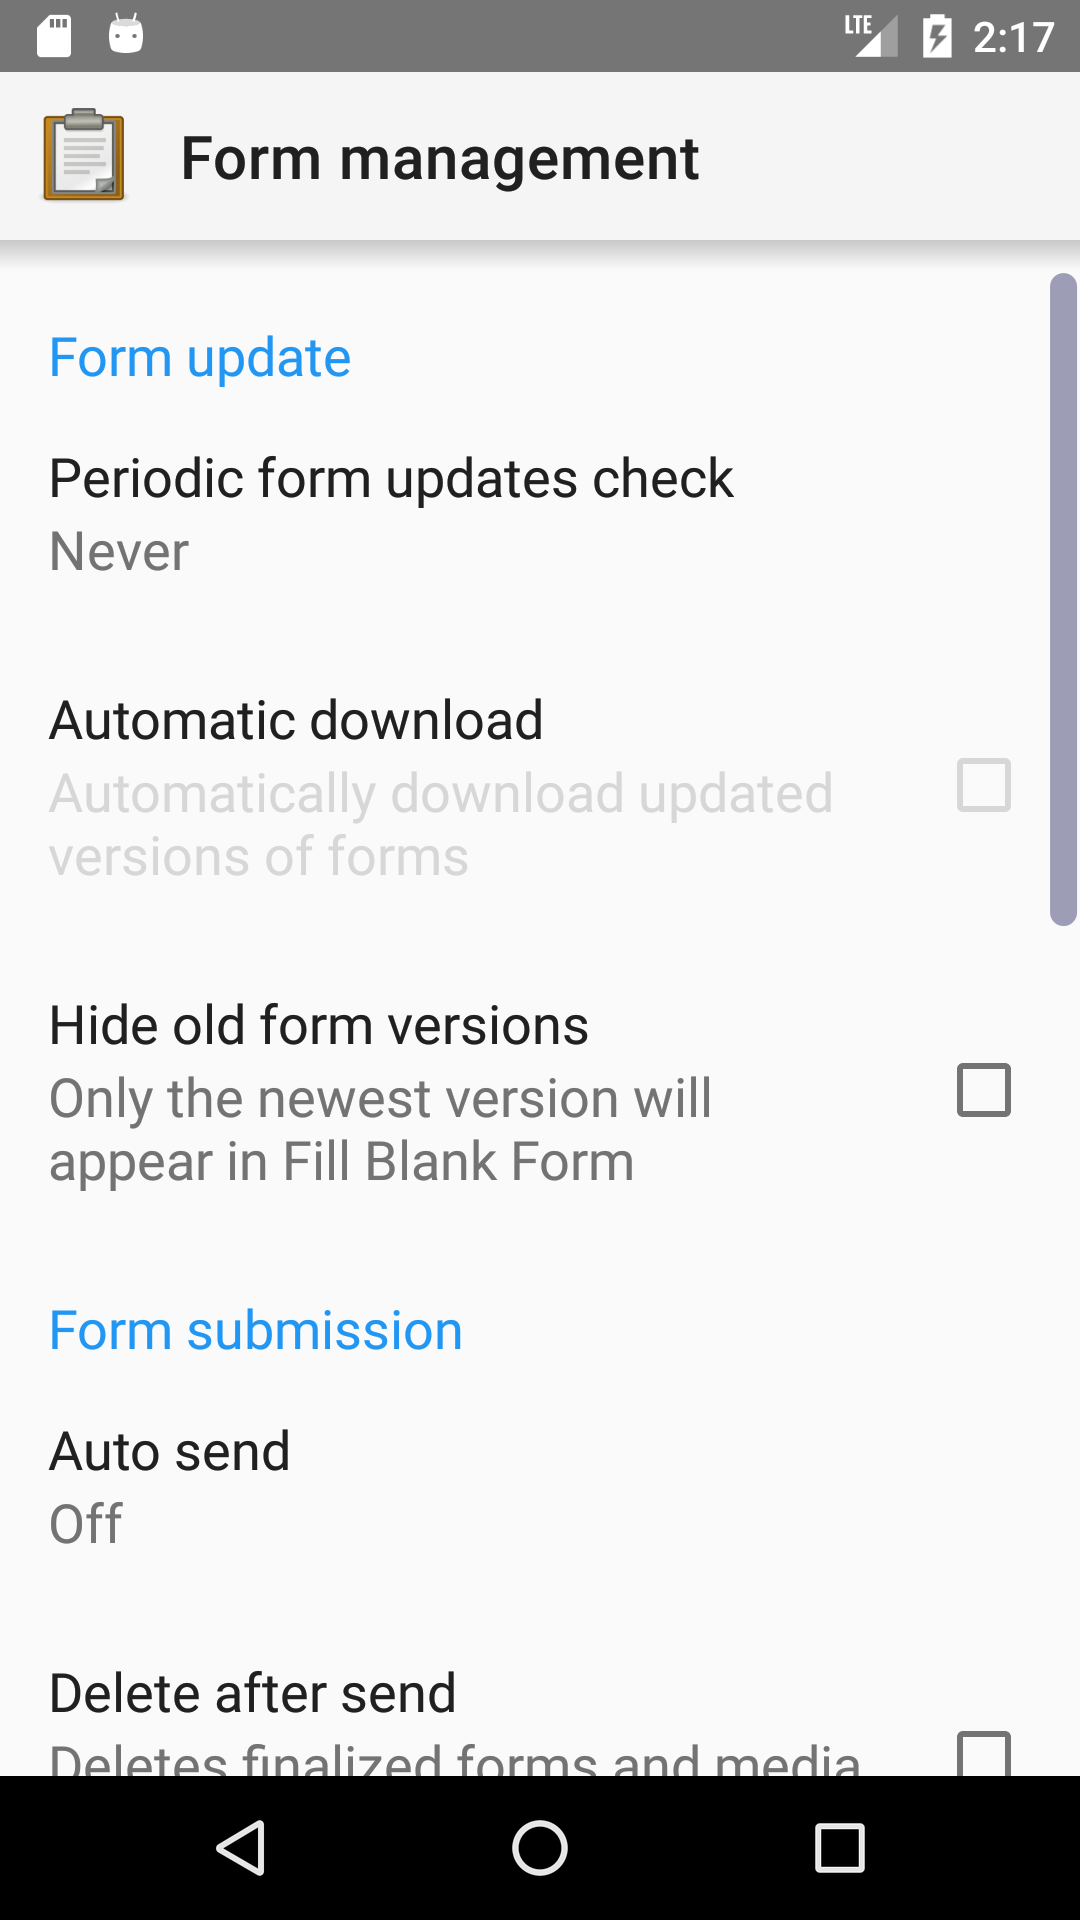 LTE 2:17
Form management
Form update
Periodic form updates check
Never
Automatic download
Automatically download updated
versions of forms
Hide old form versions
Only the newest version will
appear in Fill Blank Form
Form submission
Auto send
Off
Delete after send
Deletes finalized forms and media